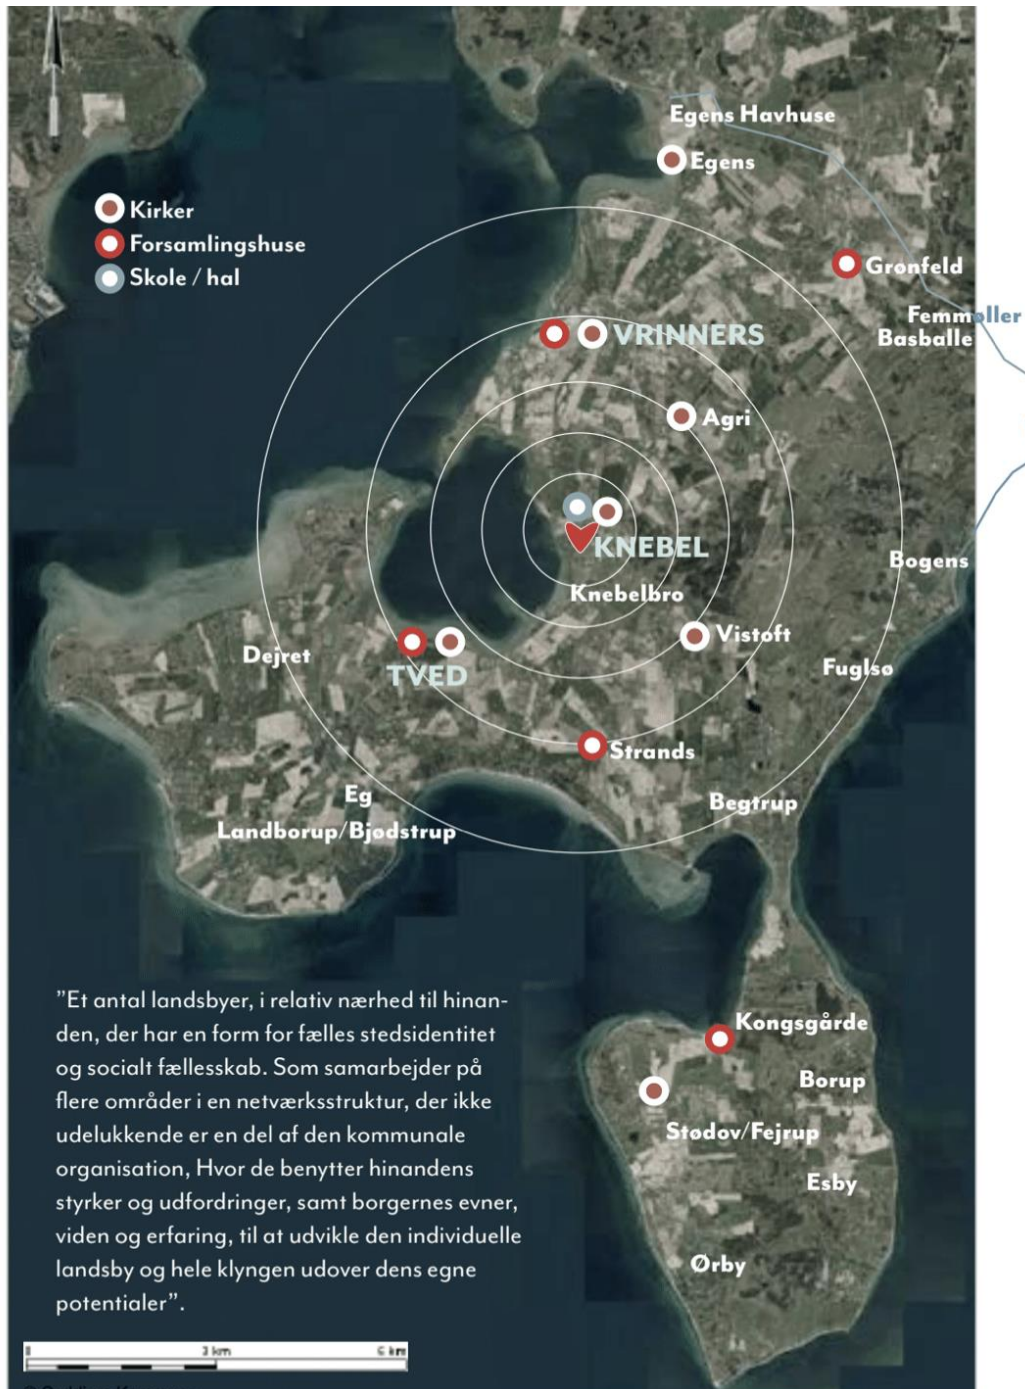 Egens Havhuse
Egens
Kirker
Forsamlingshuse
Skole / hal
Grønfeld
Femmøller
Basballe
VRINNERS
Agri
KNEBEL
Bogens
Knebelbro
Vistoft
Dejret
TVED
Fuglsø
Strands
Eg
Begtrup
Landborup/Bjødstrup
"Et antal landsbyer, i relativ nærhed til hinan-
den, der har en form for fælles stedsidentitet
og socialt fællesskab. Som samarbejder på
flere områder i en netværksstruktur, der ikke
udelukkende er en del af den kommunale
organisation, Hvor de benytter hinandens
styrker og udfordringer, samt borgernes evner,
viden og erfaring, til at udvikle den individuelle
landsby og hele klyngen udover dens egne
potentialer".
Kongsgårde
Borup
Stødov/Fejrup
Esby
Ørby
3 km
6 km